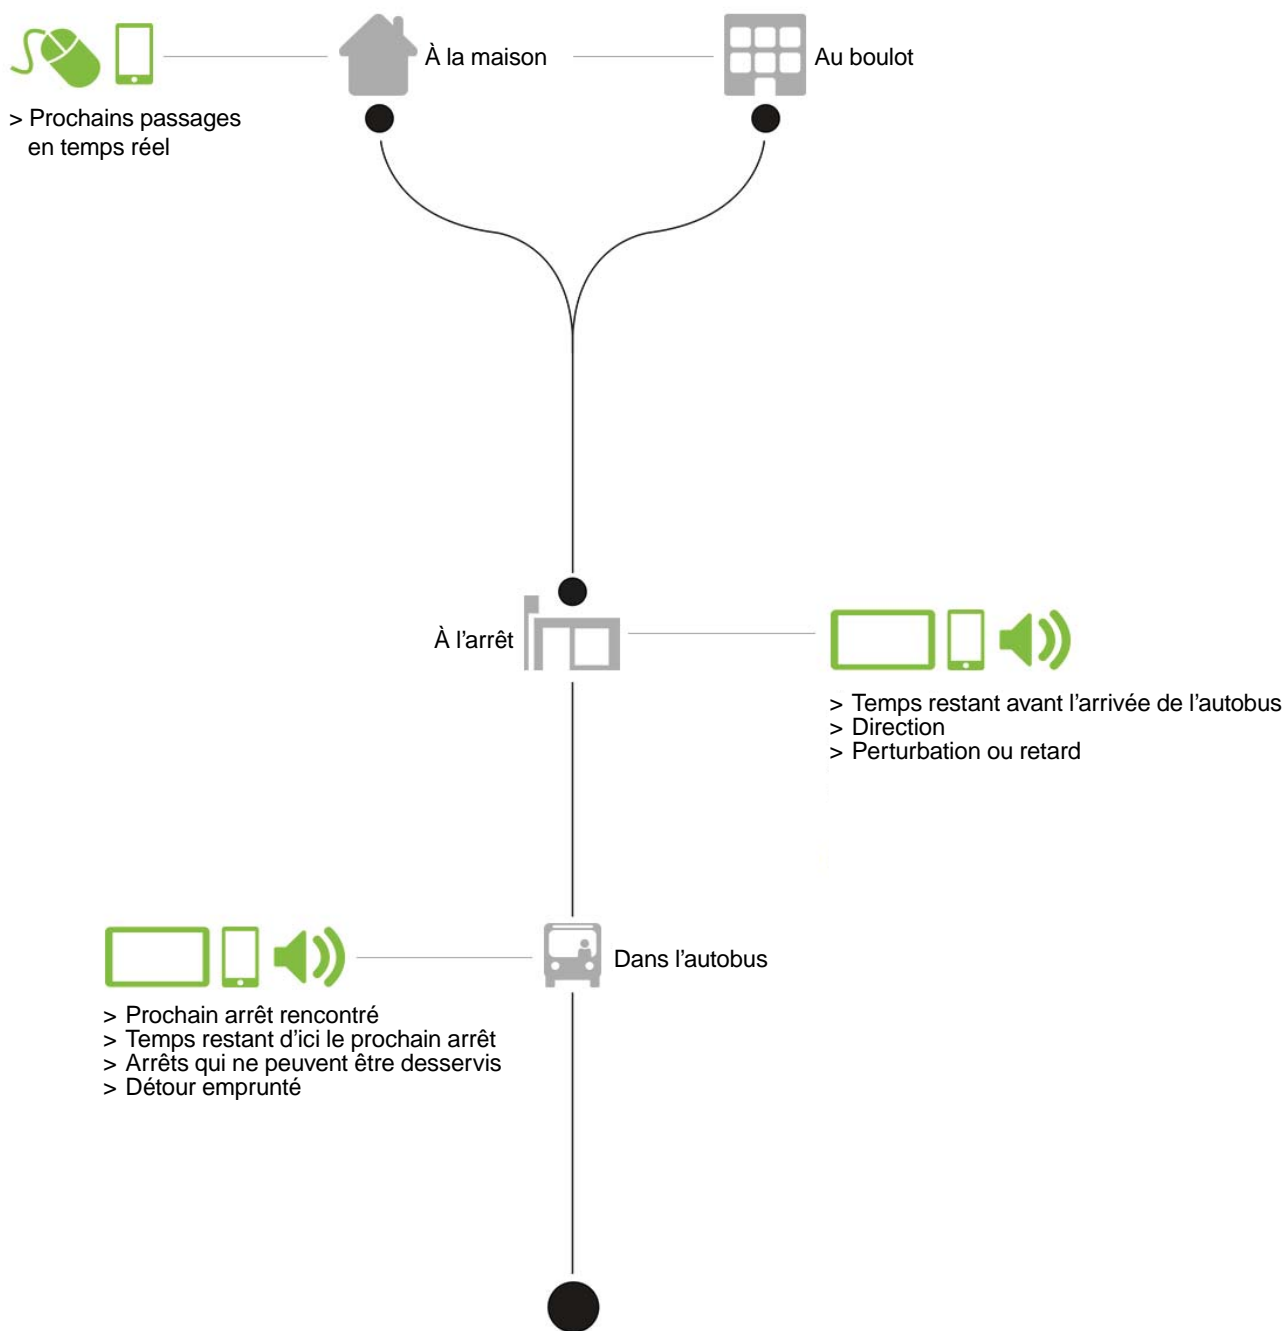 À la maison
Au boulot
> Prochains passages
en temps réel
À l’arrêt
> Temps restant avant l’arrivée de l’autobus
> Direction
> Perturbation ou retard
Dans l’autobus
> Prochain arrêt rencontré
> Temps restant d’ici le prochain arrêt
> Arrêts qui ne peuvent être desservis
> Détour emprunté